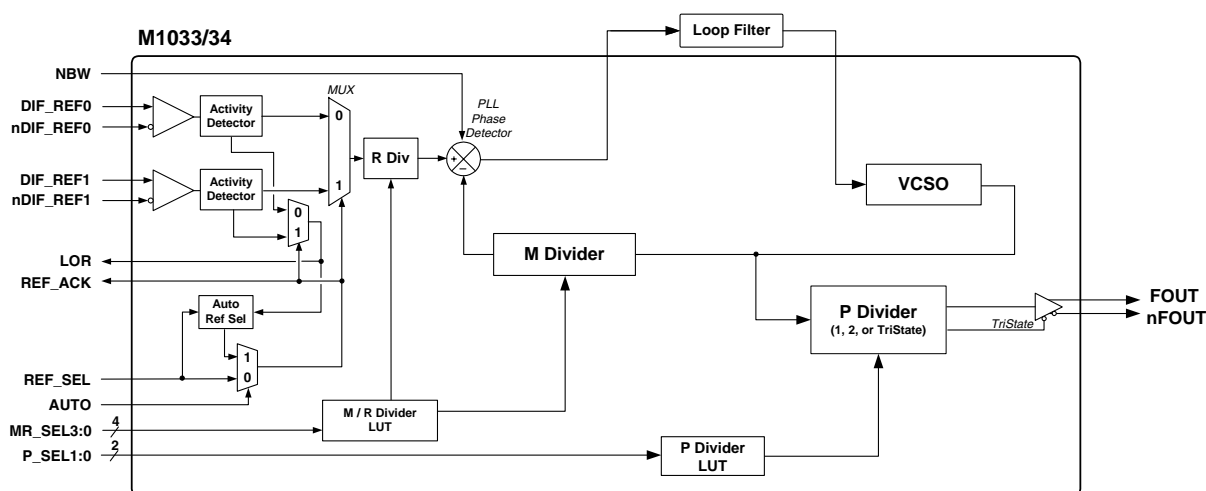 M1033/34
Loop Filter
NBW
MUX
PLL
Phase
Detector
DIF_REF0
nDIF_REF0
Activity
Detector
0
1
R Div
+
–
DIF_REF1
nDIF_REF1
Activity
Detector
0
1
VCSO
LOR
REF_ACK
M Divider
Auto
Ref Sel
P Divider
(1, 2, or TriState)
TriState
FOUT
nFOUT
1
0
REF_SEL
AUTO
MR_SEL3:0
4
M / R Divider
LUT
P_SEL1:0
2
P Divider
LUT